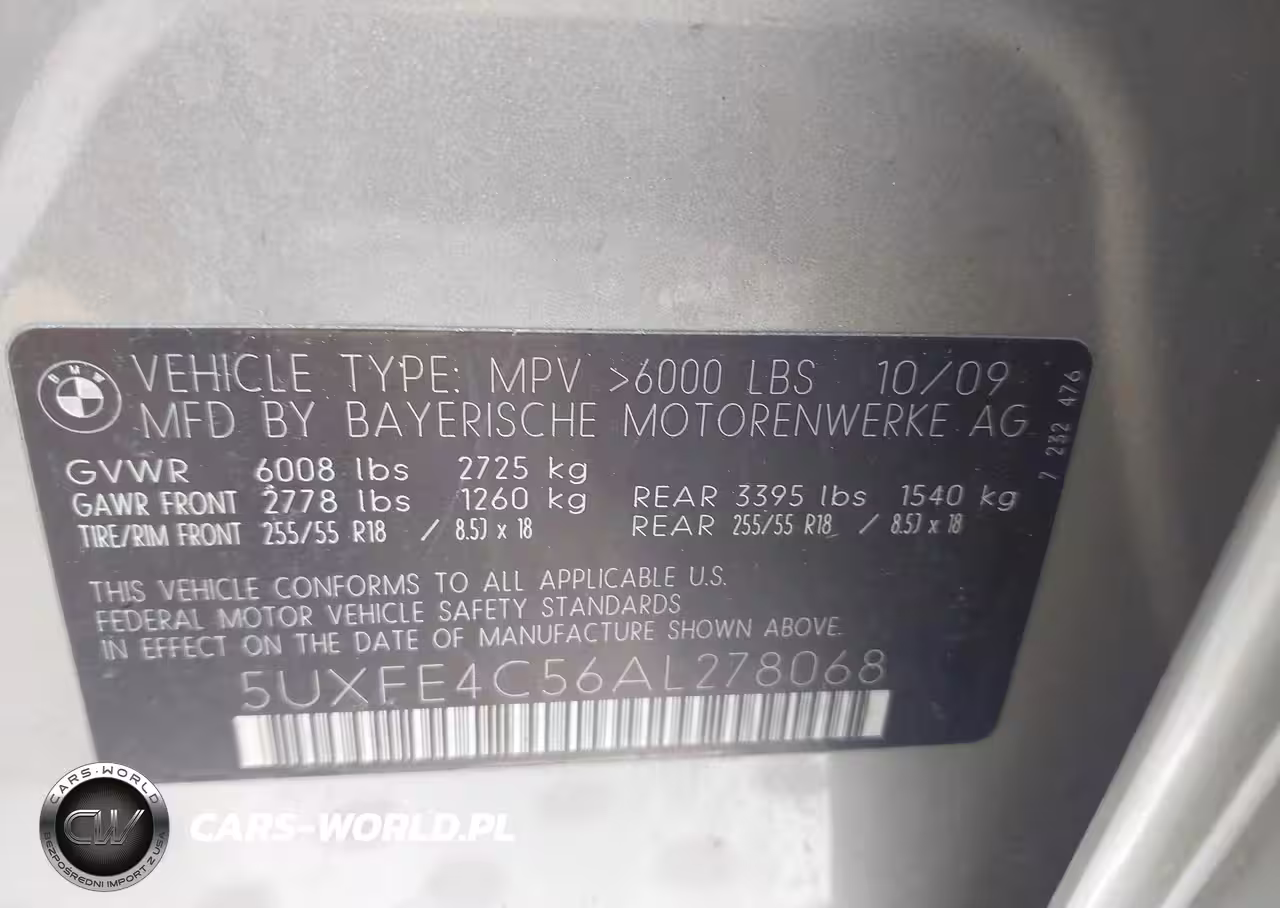 BMW
VEHICLE TYPE: MPV >6000 LBS 10/09
MFD BY BAYERISCHE MOTORENWERKE AG
7 232 476
GVWR 6008 lbs 2725 kg
GAWR FRONT 2778 lbs 1260 kg REAR 3395 lbs 1540 kg
TIRE/RIM FRONT 255/55 R18 / 8.5J x 18 REAR 255/55 R18 / 8.5J x 18
THIS VEHICLE CONFORMS TO ALL APPLICABLE U.S.
FEDERAL MOTOR VEHICLE SAFETY STANDARDS
IN EFFECT ON THE DATE OF MANUFACTURE SHOWN ABOVE.
5UXFE4C56AL278068
CARS-WORLD
CW
BEZPOŚREDNI IMPORT Z USA
CARS-WORLD.PL